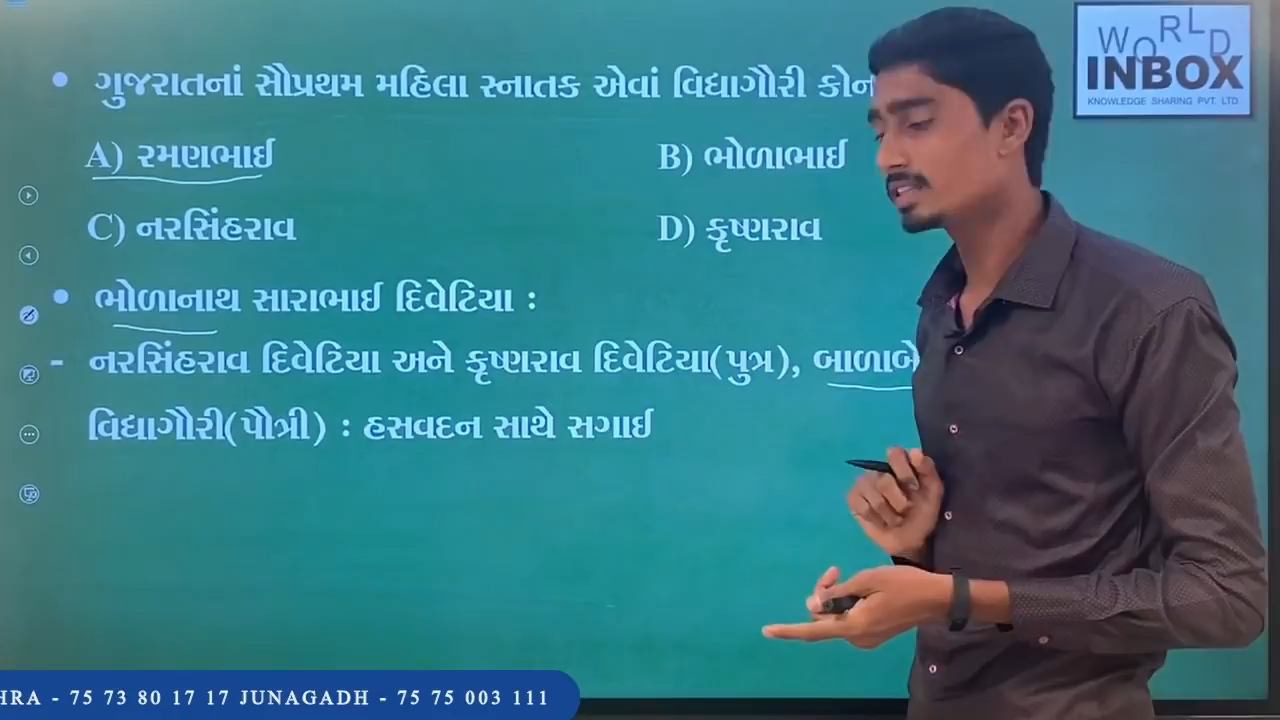 ગુજરાતનાં સૌપ્રથમ મહિલા સ્નાતક એવાં વિદ્યાગૌરી
A) રમણભાઈ
B) ભોળાભાઈ
C) નરસિંહરાવ
D) કૃષ્ણરાવ
ભોળાનાથ સારાભાઈ દિવેટિયા :
- નરસિંહરાવ દિવેટિયા અને કૃષ્ણરાવ દિવેટિયા(પુત્ર),
વિદ્યાગૌરી(પૌત્રી) : હસવદન સાથે સગાઈ
WORLD
INBOX
KNOWLEDGE SHARING PVT. LTD
- 75 73 80 17 17 JUNAGADH - 75 75 003 111